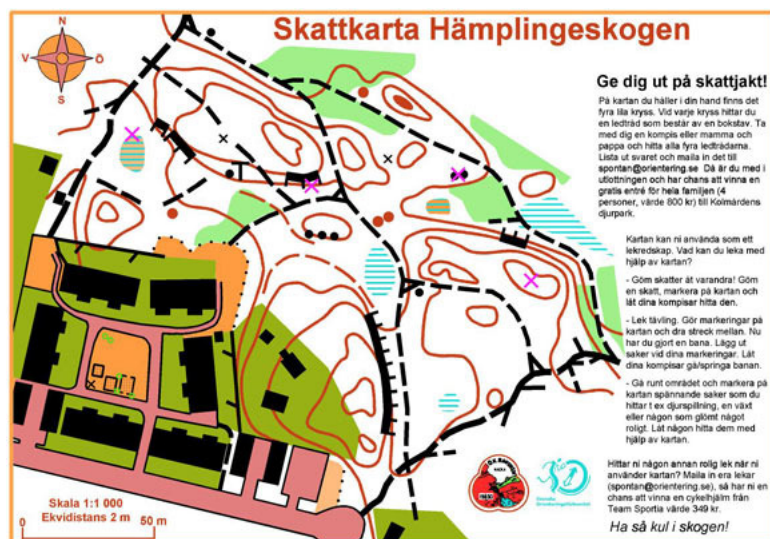 Skattkarta Hämplingeskogen
N
V
Ö
S
Ge dig ut på skattjakt!
På kartan du håller i din hand finns det
fyra lila kryss. Vid varje kryss hittar du
en ledtråd som består av en bokstav. Ta
med dig en kompis eller mamma och
pappa och hitta alla fyra ledtrådarna.
Lista ut svaret och maila in det till
spontan@orientering.se Då är du med i
utlottningen och har chans att vinna en
gratis entré för hela familjen (4
personer, värde 800 kr) till Kolmårdens
djurpark.
Kartan kan ni använda som ett
lekredskap. Vad kan du leka med
hjälp av kartan?
- Göm skatter åt varandra! Göm
en skatt, markera på kartan och
låt dina kompisar hitta den.
- Lek tävling. Gör markeringar på
kartan och dra streck mellan. Nu
har du gjort en bana. Lägg ut
saker vid dina markeringar. Låt
dina kompisar gå/springa banan.
- Gå runt området och markera på
kartan spännande saker som du
hittar t ex djurspillning, en växt
eller någon som glömt något
roligt. Låt någon hitta dem med
hjälp av kartan.
Hittar ni någon annan rolig lek när ni
använder kartan? Maila in era lekar
(spontan@orientering.se), så har ni en
chans att vinna en cykelhjälm från
Team Sportia värde 349 kr.
Ha så kul i skogen!
Skala 1:1 000
Ekvidistans 2 m
0 50 m